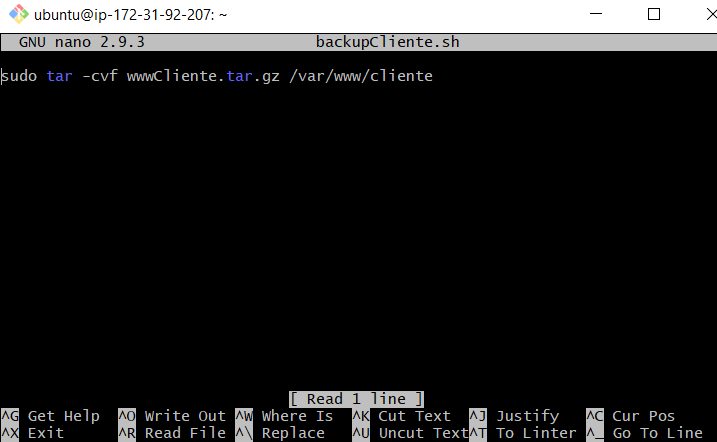 ubuntu@ip-172-31-92-207: ~
GNU nano 2.9.3 backupCliente.sh
sudo tar -cvf wwwCliente.tar.gz /var/www/cliente
[ Read 1 line ]
^G Get Help ^O Write Out ^W Where Is ^K Cut Text ^J Justify ^C Cur Pos
^X Exit ^R Read File ^\ Replace ^U Uncut Text ^T To Linter ^_ Go To Line